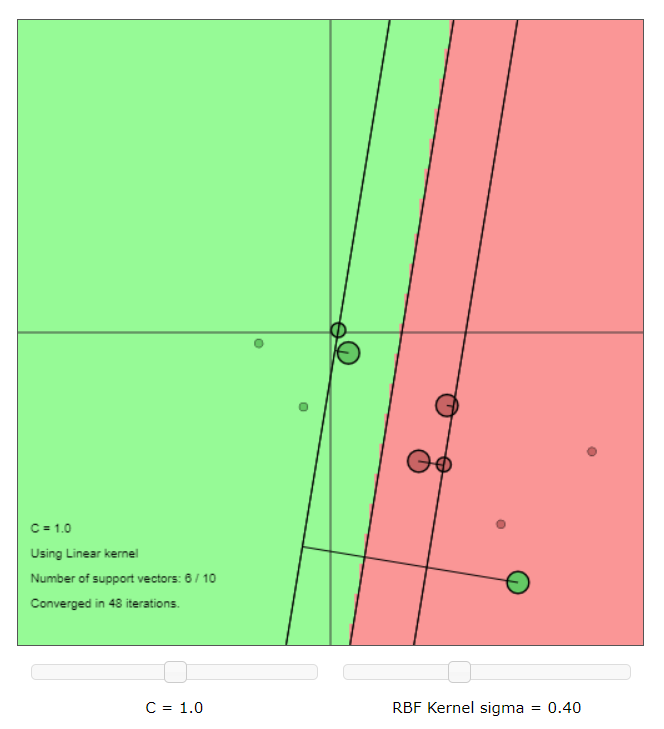 C = 1.0
Using Linear kernel
Number of support vectors: 6 / 10
Converged in 48 iterations.
C = 1.0
RBF Kernel sigma = 0.40